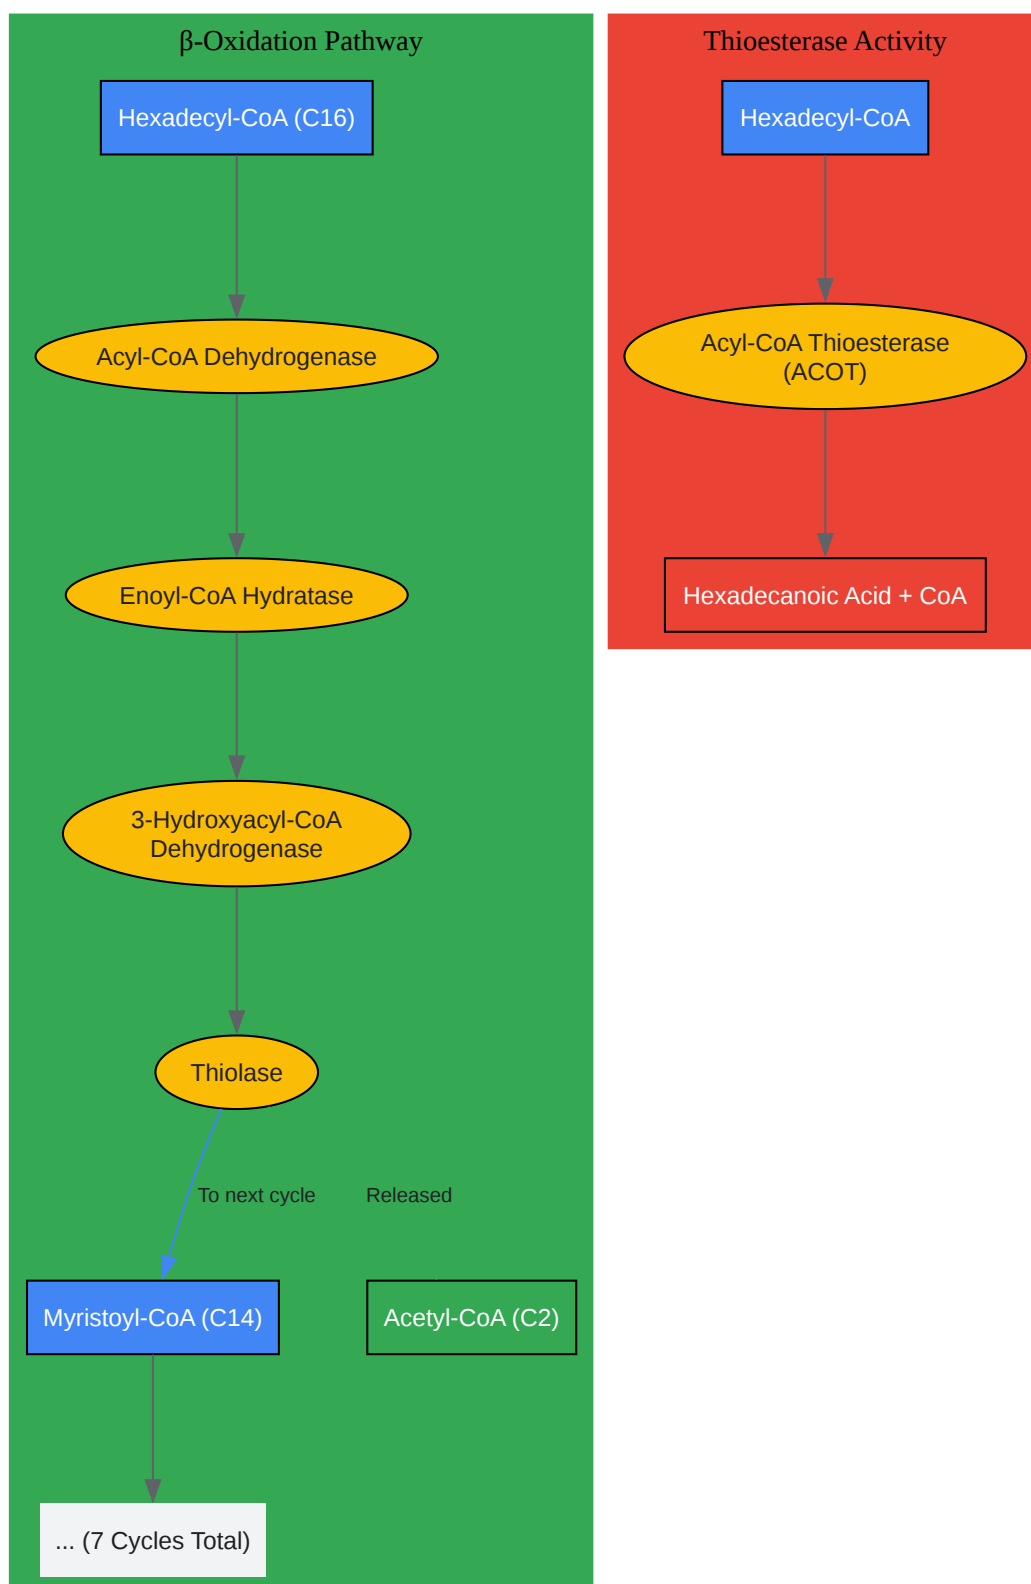 β-Oxidation Pathway
Hexadecyl-CoA (C16)
Acyl-CoA Dehydrogenase
Enoyl-CoA Hydratase
3-Hydroxyacyl-CoA
Dehydrogenase
Thiolase
To next cycle
Released
Myristoyl-CoA (C14)
Acetyl-CoA (C2)
... (7 Cycles Total)
Thioesterase Activity
Hexadecyl-CoA
Acyl-CoA Thioesterase
(ACOT)
Hexadecanoic Acid + CoA